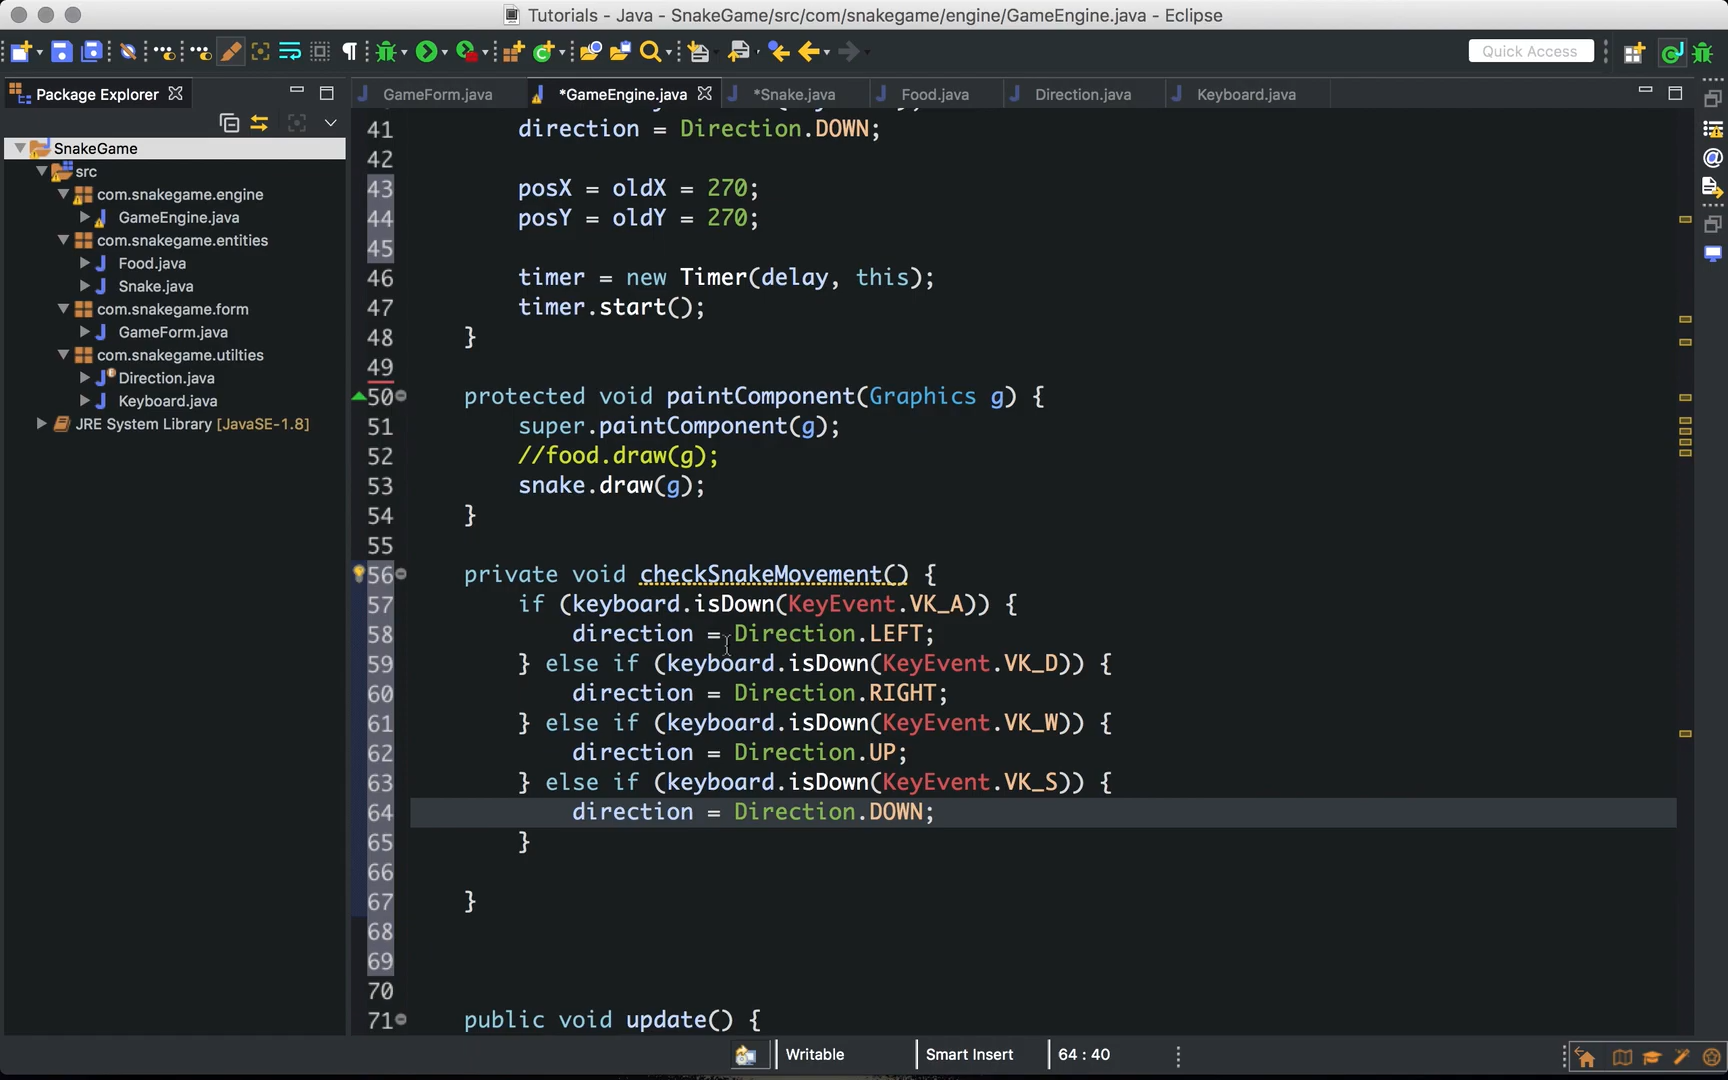 Tutorials - Java - SnakeGame/src/com/snakegame/engine/GameEngine.java - Eclipse
Quick Access
Package Explorer
GameForm.java
*GameEngine.java
*Snake.java
Food.java
Direction.java
Keyboard.java
SnakeGame
src
com.snakegame.engine
GameEngine.java
com.snakegame.entities
Food.java
Snake.java
com.snakegame.form
GameForm.java
com.snakegame.utilties
Direction.java
Keyboard.java
JRE System Library [JavaSE-1.8]
41 direction = Direction.DOWN;
42
43 posX = oldX = 270;
44 posY = oldY = 270;
45
46 timer = new Timer(delay, this);
47 timer.start();
48 }
49
50 protected void paintComponent(Graphics g) {
51 super.paintComponent(g);
52 //food.draw(g);
53 snake.draw(g);
54 }
55
56 private void checkSnakeMovement() {
57 if (keyboard.isDown(KeyEvent.VK_A)) {
58 direction = Direction.LEFT;
59 } else if (keyboard.isDown(KeyEvent.VK_D)) {
60 direction = Direction.RIGHT;
61 } else if (keyboard.isDown(KeyEvent.VK_W)) {
62 direction = Direction.UP;
63 } else if (keyboard.isDown(KeyEvent.VK_S)) {
64 direction = Direction.DOWN;
65 }
66
67 }
68
69
70
71 public void update() {
Writable
Smart Insert
64 : 40